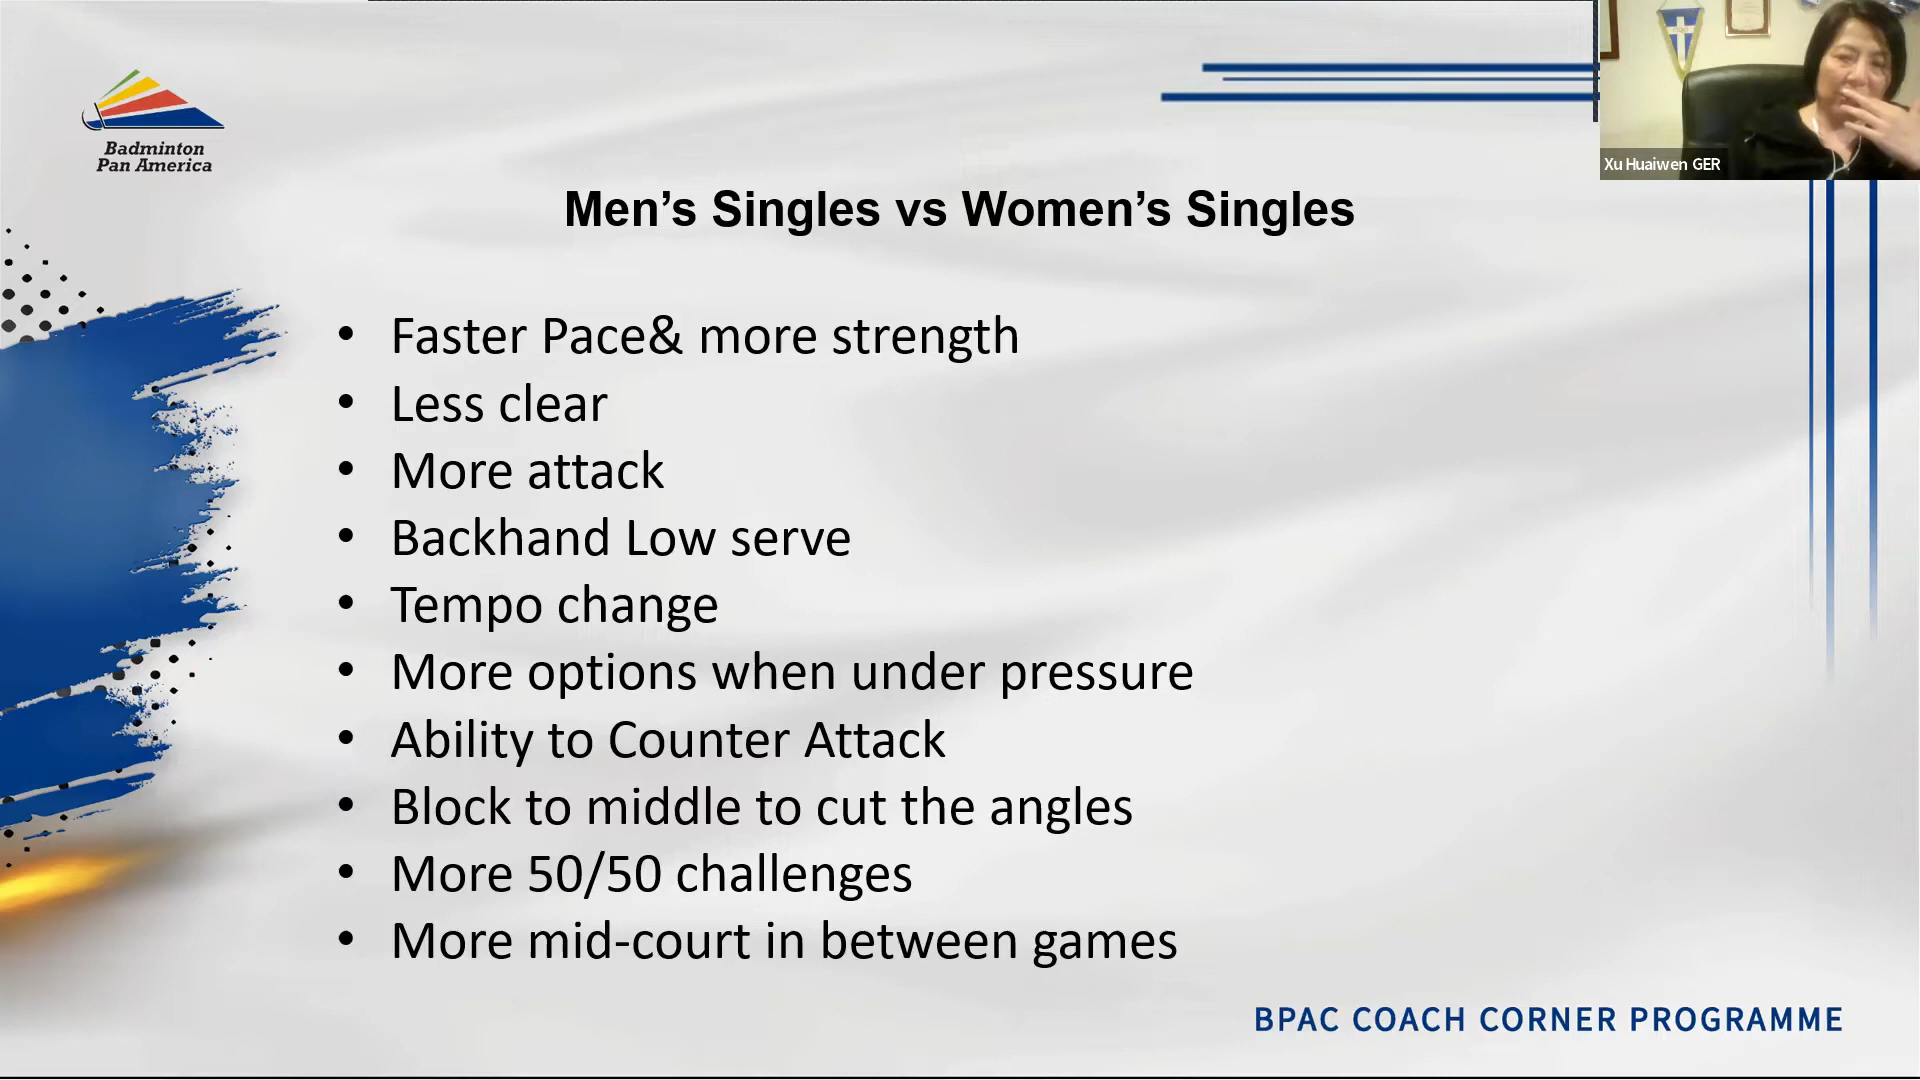 Badminton
Pan America
Xu Huaiwen GER
Men’s Singles vs Women’s Singles
• Faster Pace& more strength
• Less clear
• More attack
• Backhand Low serve
• Tempo change
• More options when under pressure
• Ability to Counter Attack
• Block to middle to cut the angles
• More 50/50 challenges
• More mid-court in between games
BPAC COACH CORNER PROGRAMME